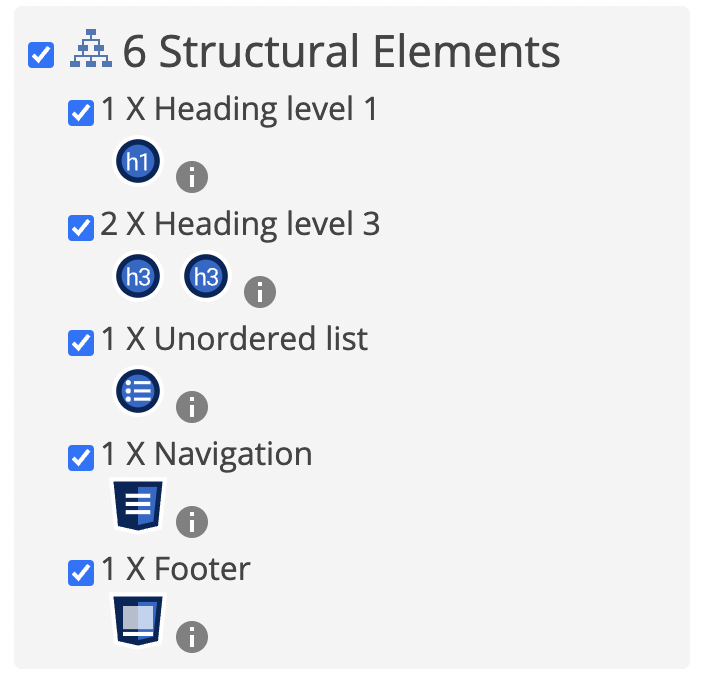 6 Structural Elements
1 X Heading level 1
h1
i
2 X Heading level 3
h3 h3
i
1 X Unordered list
i
1 X Navigation
i
1 X Footer
i